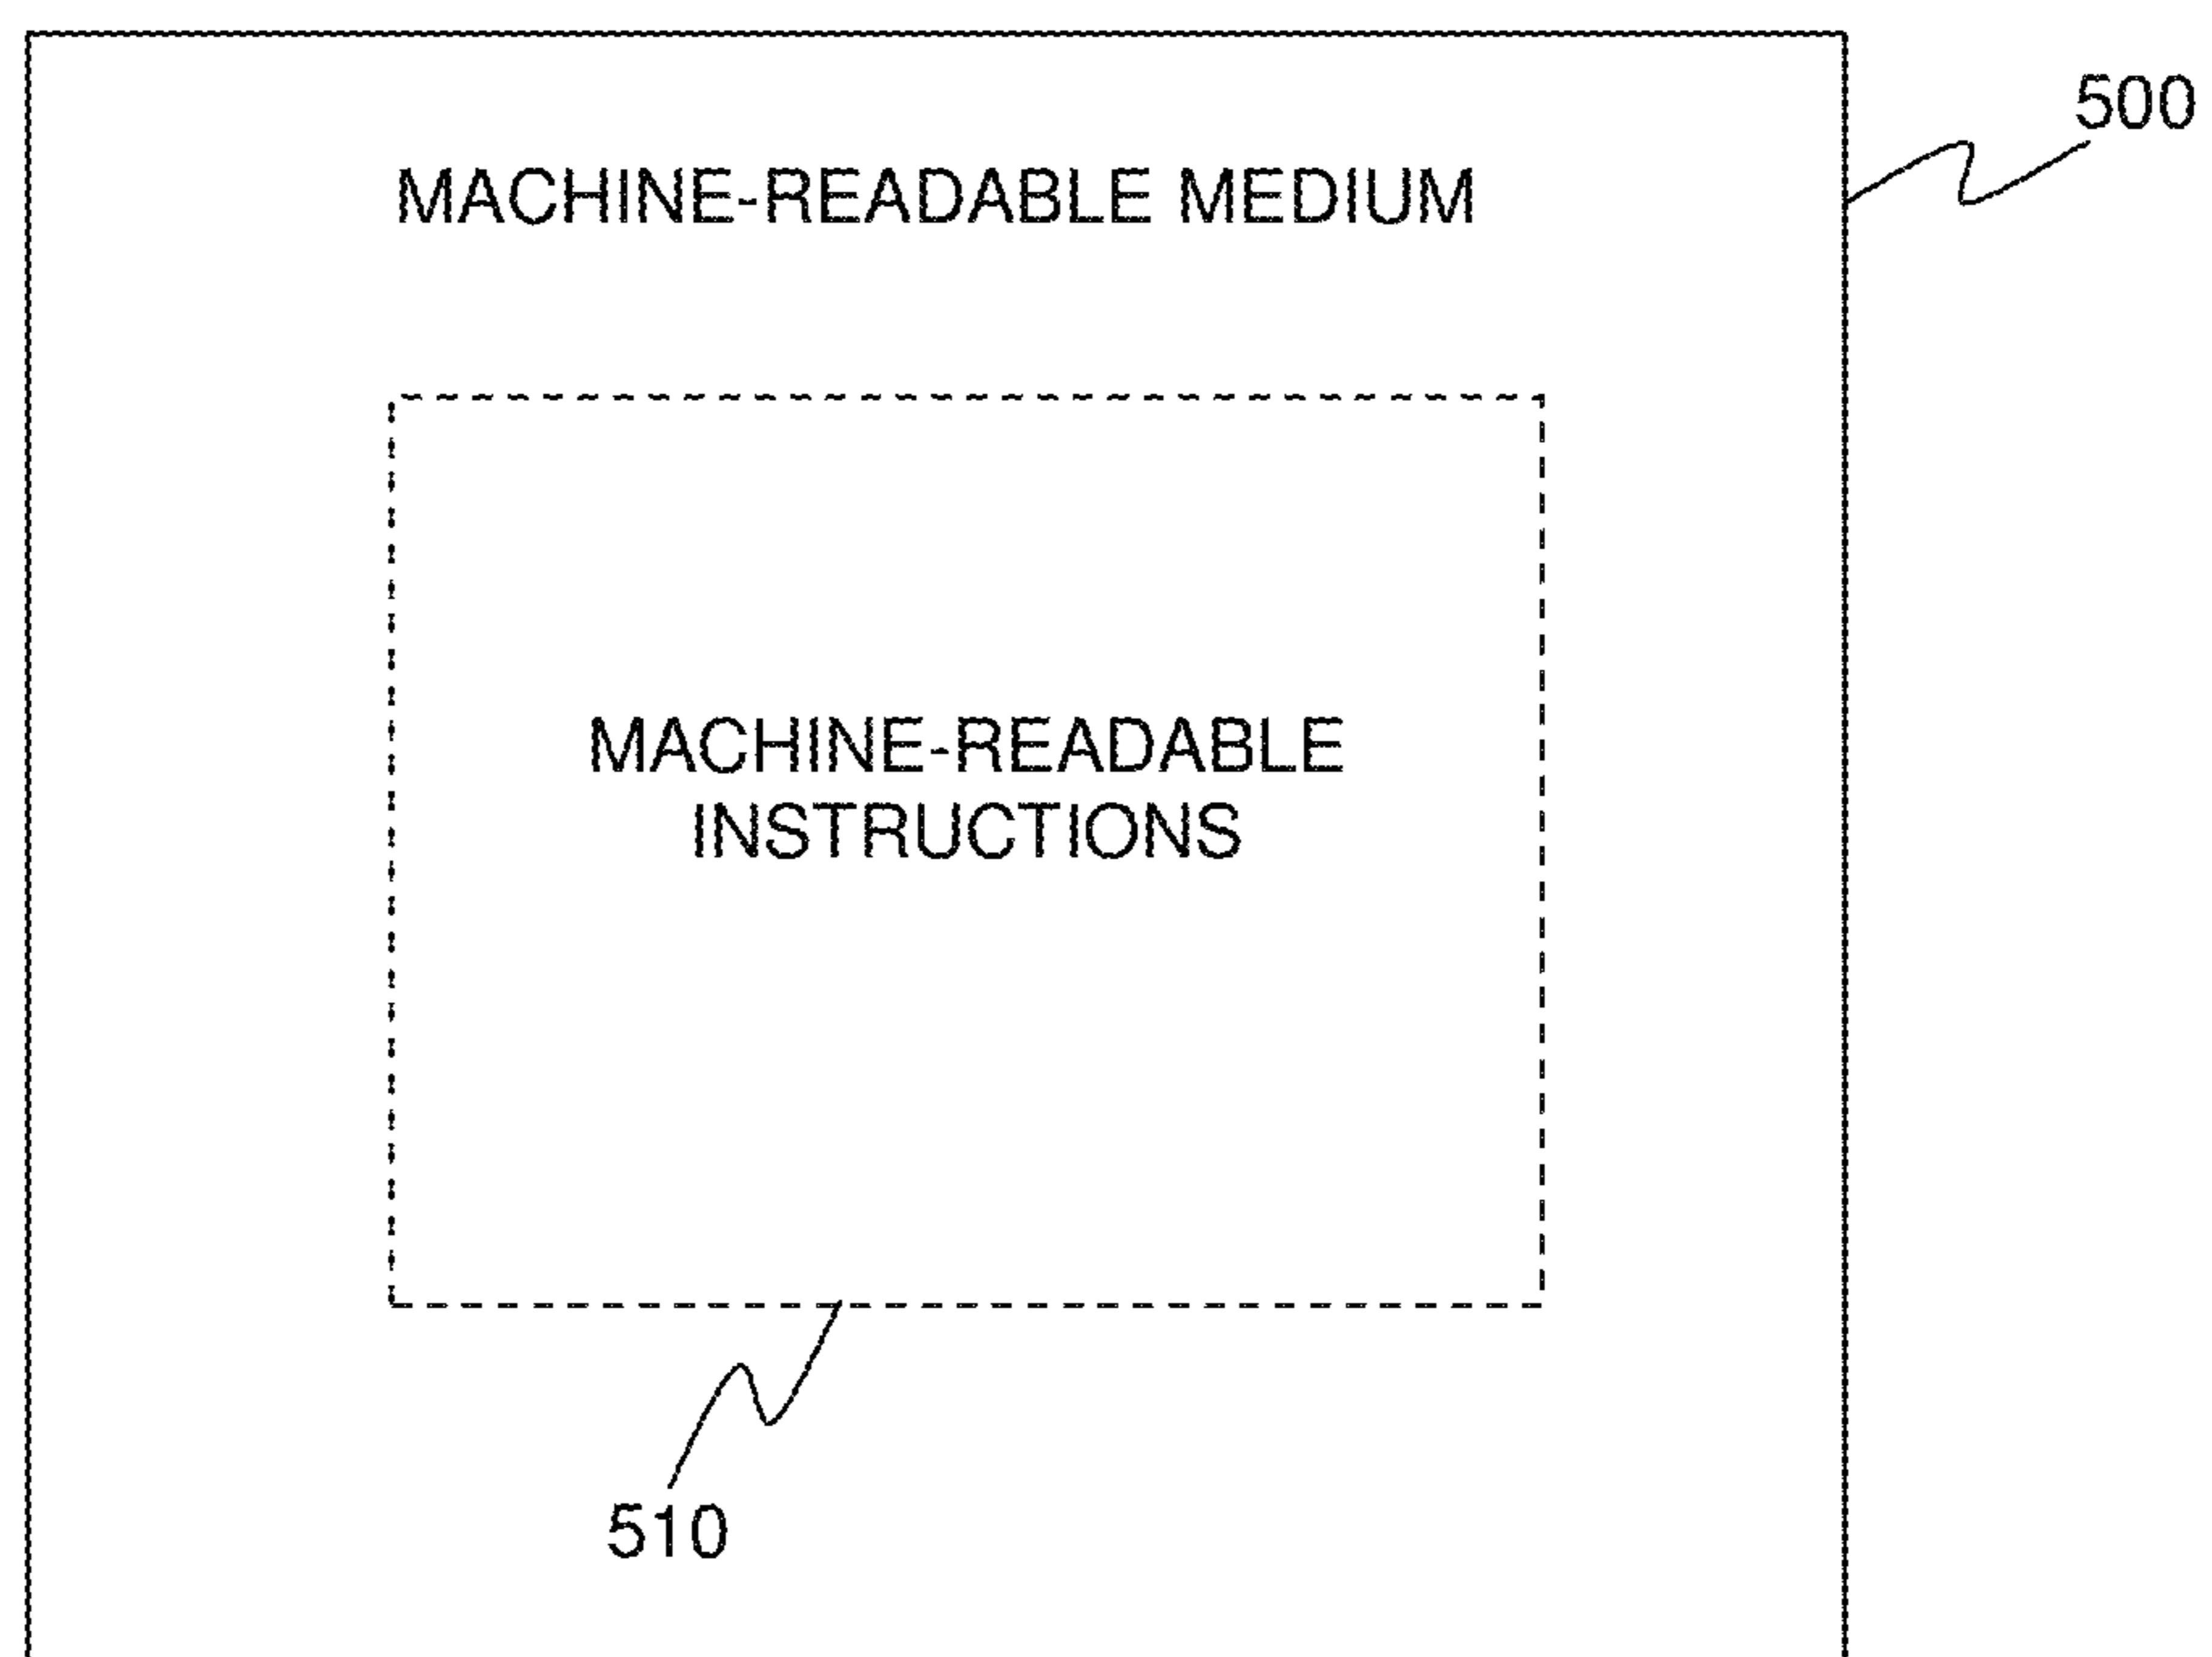 500
MACHINE-READABLE MEDIUM
MACHINE-READABLE
INSTRUCTIONS
510